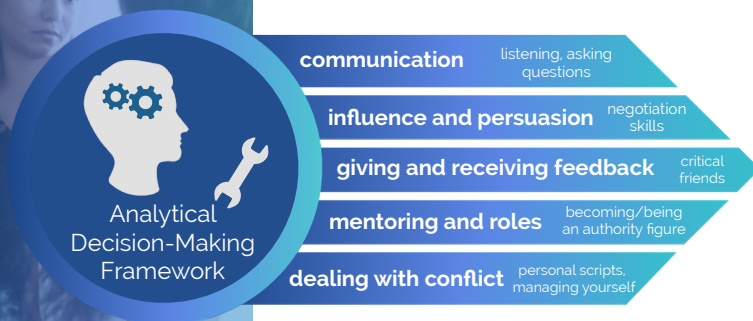 Analytical
Decision-Making
Framework
communication
listening, asking
questions
influence and persuasion
negotiation
skills
giving and receiving feedback
critical
friends
mentoring and roles
becoming/being
an authority figure
dealing with conflict
personal scripts,
managing yourself